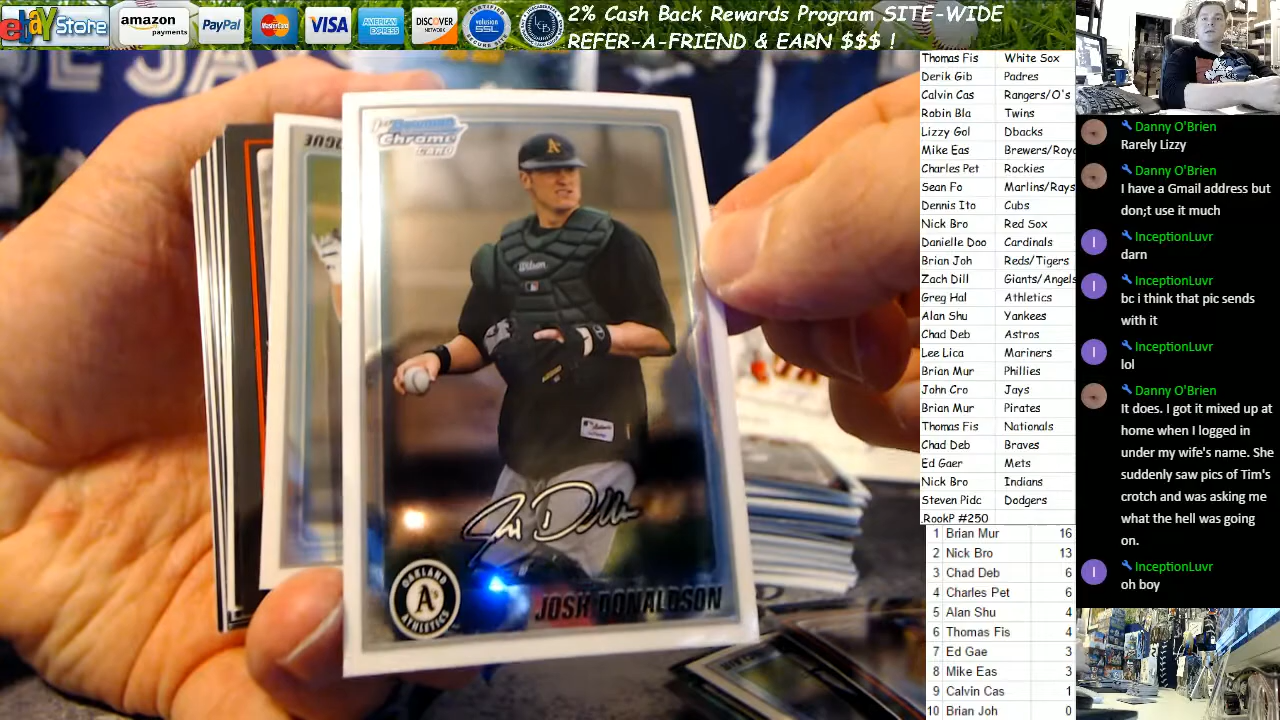 ebay Store
amazon
payments
PayPal
MasterCard
VISA
AMERICAN
EXPRESS
DISCOVER
NETWORK
volusion
SSL
2% Cash Back Rewards Program SITE-WIDE
REFER-A-FRIEND & EARN $$$ !
Thomas Fis White Sox
Derik Gib Padres
Calvin Cas Rangers/O's
Robin Bla Twins
Lizzy Gol Dbacks
Mike Eas Brewers/Roya
Charles Pet Rockies
Sean Fo Marlins/Rays
Dennis Ito Cubs
Nick Bro Red Sox
Danielle Doo Cardinals
Brian Joh Reds/Tigers
Zach Dill Giants/Angels
Greg Hal Athletics
Alan Shu Yankees
Chad Deb Astros
Lee Lica Mariners
Brian Mur Phillies
John Cro Jays
Brian Mur Pirates
Thomas Fis Nationals
Chad Deb Braves
Ed Gaer Mets
Nick Bro Indians
Steven Pidc Dodgers
RookP #250
1 Brian Mur 16
2 Nick Bro 13
3 Chad Deb 6
4 Charles Pet 6
5 Alan Shu 4
6 Thomas Fis 4
7 Ed Gae 3
8 Mike Eas 3
9 Calvin Cas 1
10 Brian Joh 0
Danny O'Brien
Rarely Lizzy
Danny O'Brien
I have a Gmail address but
don;t use it much
I InceptionLuvr
darn
I InceptionLuvr
bc i think that pic sends
with it
I InceptionLuvr
lol
Danny O'Brien
It does. I got it mixed up at
home when I logged in
under my wife's name. She
suddenly saw pics of Tim's
crotch and was asking me
what the hell was going
on.
I InceptionLuvr
oh boy
1st Bowman
Chrome
CARD
A
Wilson
OAKLAND
A's
ATHLETICS
JOSH DONALDSON